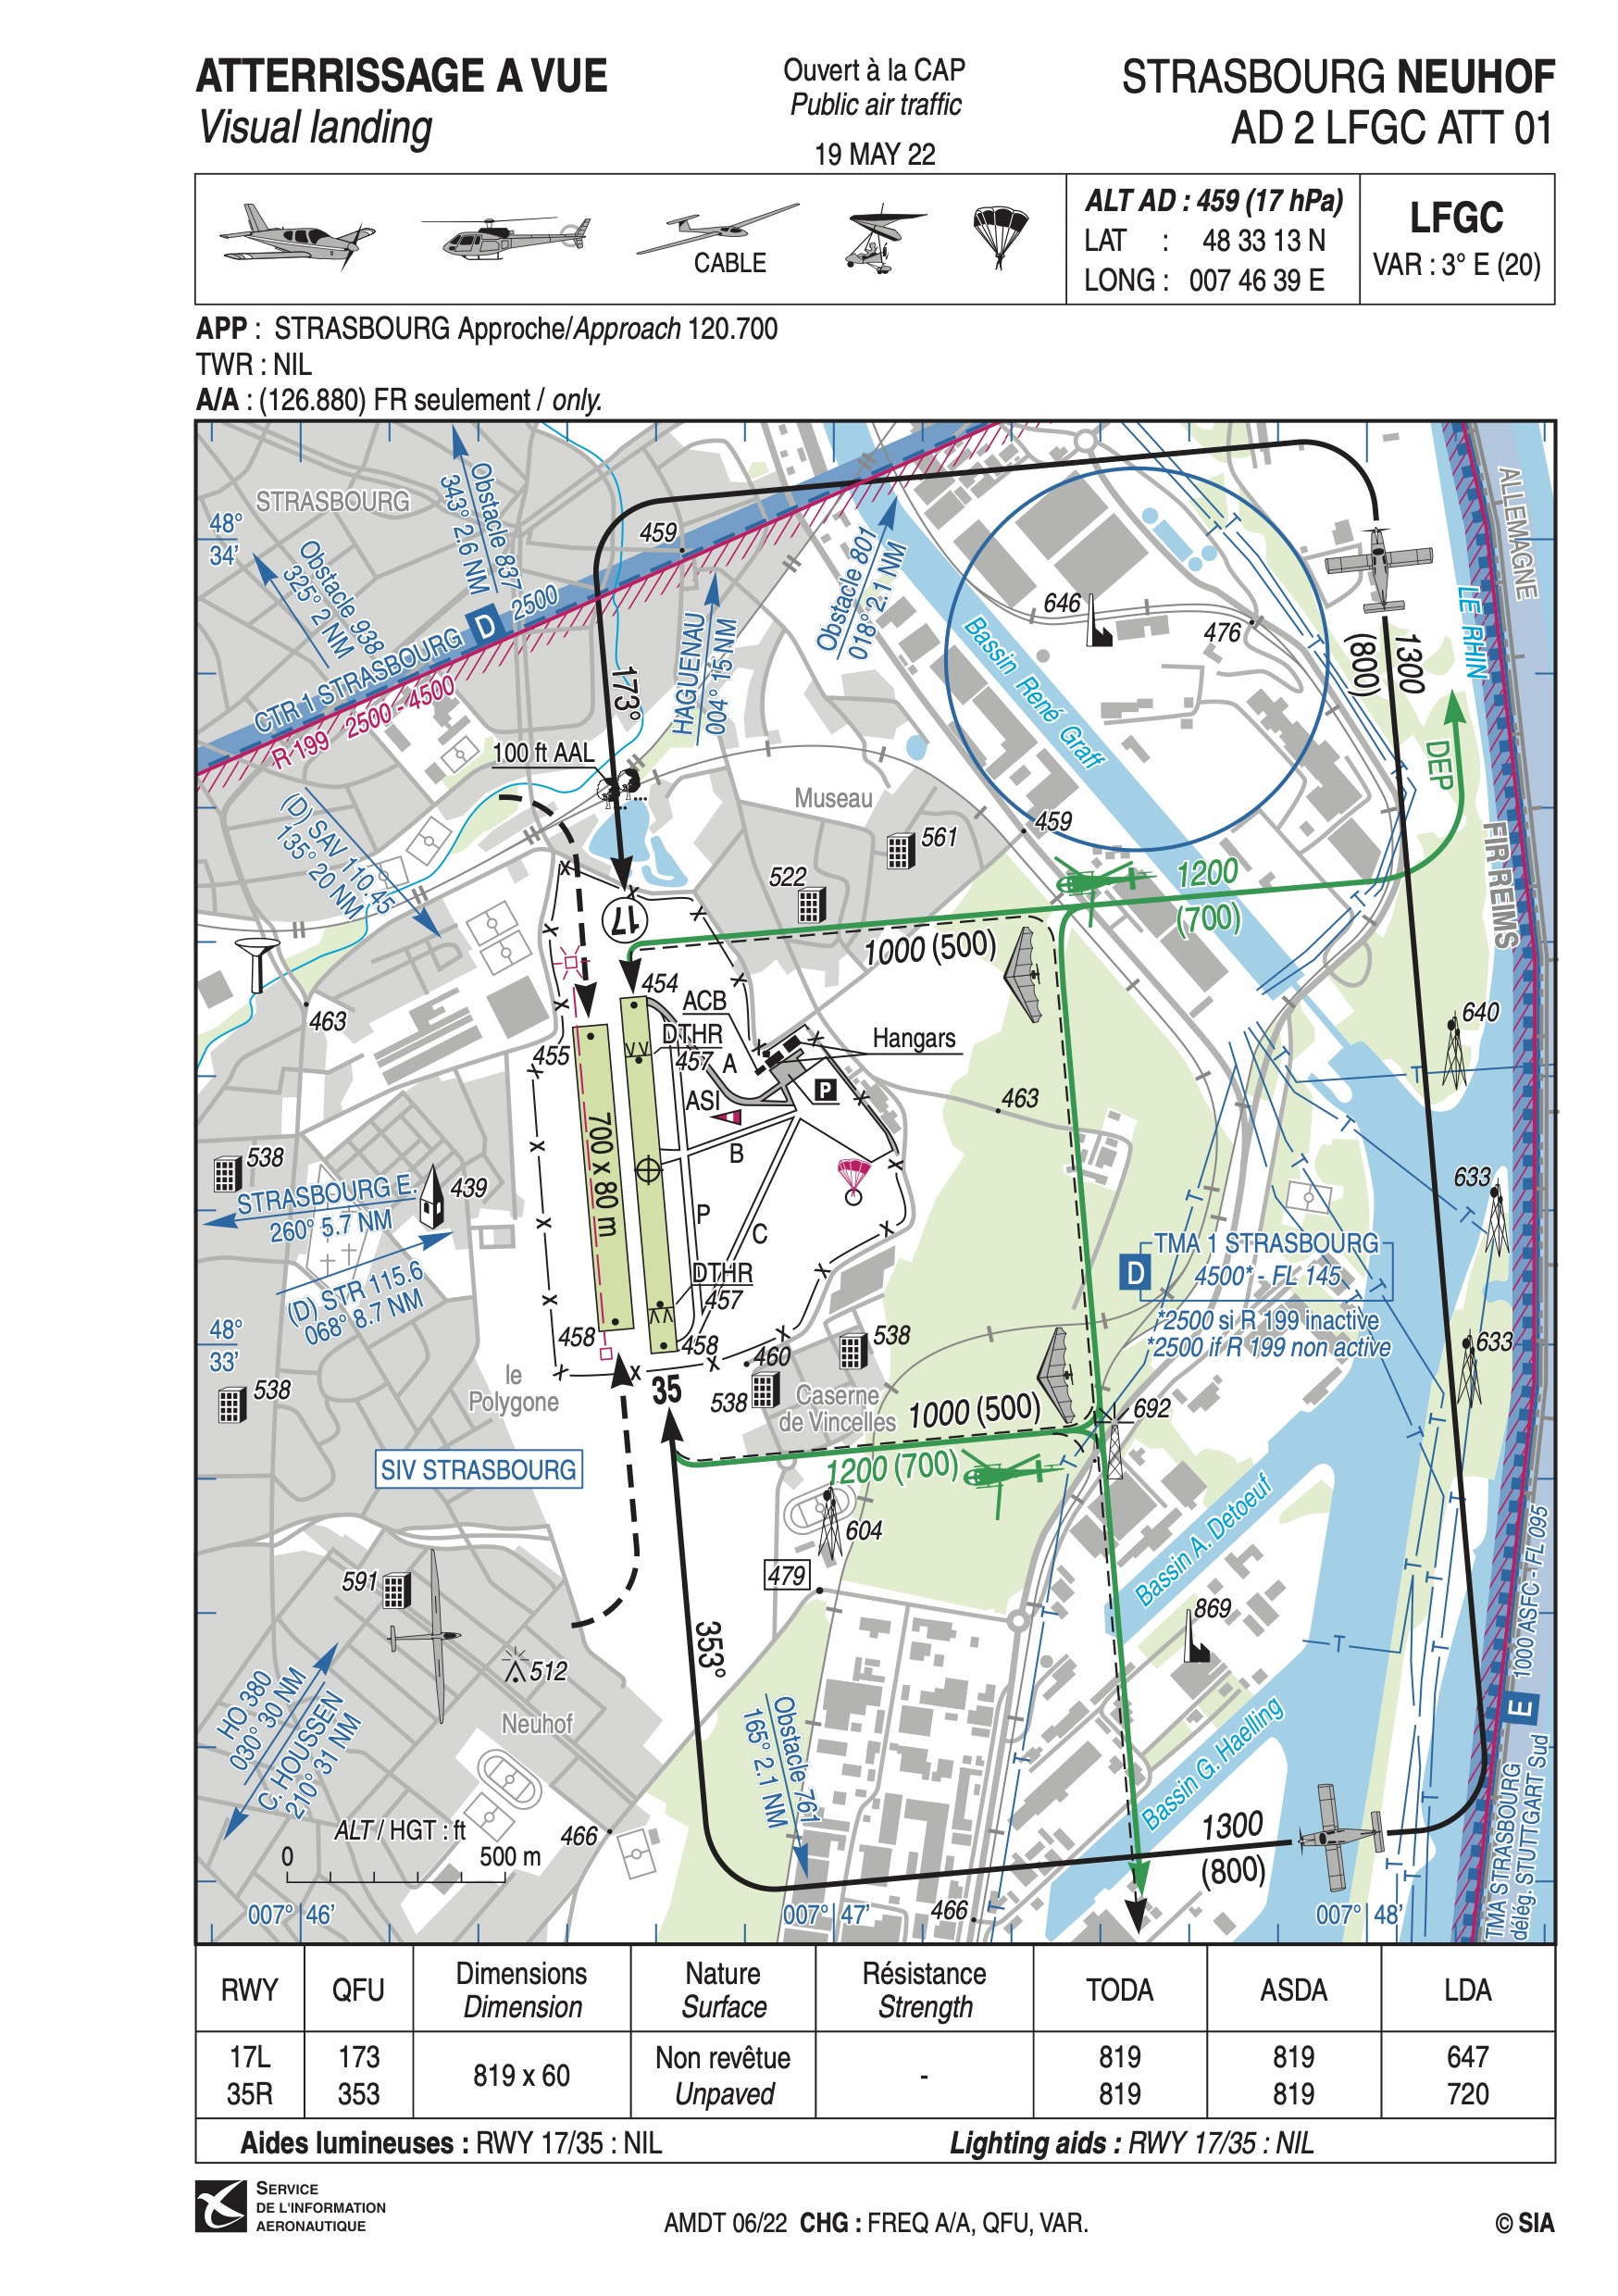 ATTERRISSAGE A VUE
Visual landing
Ouvert à la CAP
Public air traffic
19 MAY 22
STRASBOURG NEUHOF
AD 2 LFGC ATT 01
CABLE
ALT AD : 459 (17 hPa)
LAT : 48 33 13 N
LONG : 007 46 39 E
LFGC
VAR : 3° E (20)
APP : STRASBOURG Approche/Approach 120.700
TWR : NIL
A/A : (126.880) FR seulement / only.
STRASBOURG
48°
34'
Obstacle 837
343° 2.6 NM
Obstacle 938
325° 2 NM
459
Obstacle 801
018° 2.1 NM
ALLEMAGNE
LE RHIN
CTR 1 STRASBOURG D 2500
R 199 2500 - 4500
173°
HAGUENAU
004° 15 NM
646
476
Bassin René Graff
1300
(800)
DEP
100 ft AAL
Museau
(D) SAV 110.45
135° 20 NM
561
522
459
1200
(700)
FIR REIMS
17
1000 (500)
454
ACB
463
DTHR
457
A
Hangars
455
P
ASI
463
640
700 x 80 m
B
538
439
STRASBOURG E.
260° 5.7 NM
P
C
633
(D) STR 115.6
068° 8.7 NM
DTHR
457
D
TMA 1 STRASBOURG
4500* - FL 145
*2500 si R 199 inactive
*2500 if R 199 non active
48°
33'
458
458
460
538
633
538
le
Polygone
35
538
Caserne
de Vincelles
1000 (500)
692
SIV STRASBOURG
1200 (700)
604
479
Bassin A. Detoeuf
591
869
512
353°
Neuhof
HO 380
030° 30 NM
C. HOUSSEN
210° 31 NM
Obstacle 761
165° 2.1 NM
Bassin G. Haelling
E 1000 ASFC - FL 095
TMA STRASBOURG
délég. STUTTGART Sud
ALT / HGT : ft
0 500 m
466
1300
(800)
466
007° 46'
007° 47'
007° 48'
RWY
QFU
Dimensions
Dimension
Nature
Surface
Résistance
Strength
TODA
ASDA
LDA
17L
35R
173
353
819 x 60
Non revêtue
Unpaved
-
819
819
819
819
647
720
Aides lumineuses : RWY 17/35 : NIL
Lighting aids : RWY 17/35 : NIL
SERVICE
DE L'INFORMATION
AERONAUTIQUE
AMDT 06/22 CHG : FREQ A/A, QFU, VAR.
© SIA